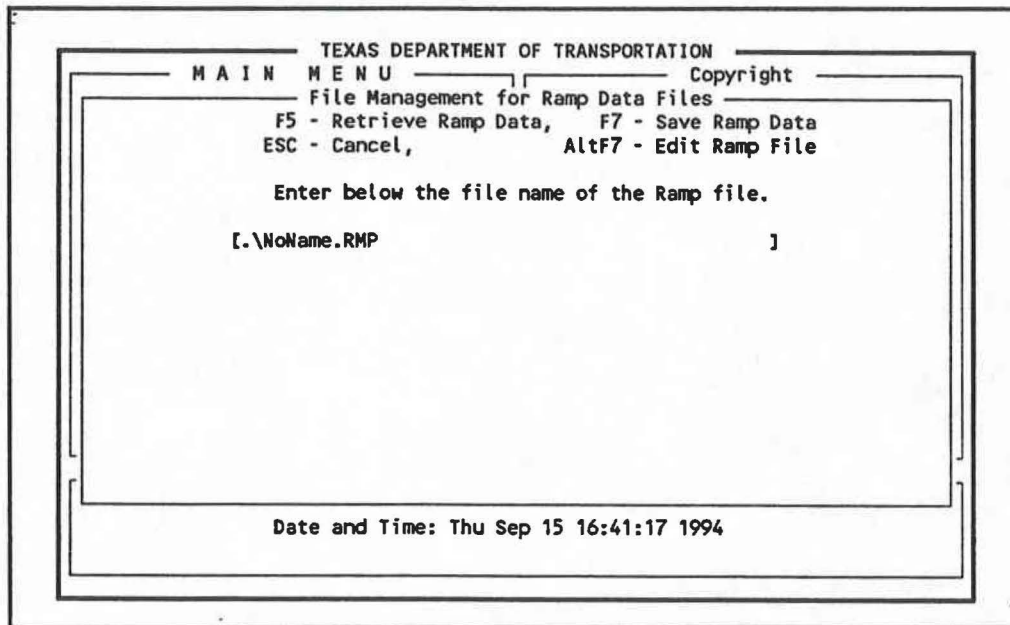 TEXAS DEPARTMENT OF TRANSPORTATION
M A I N   M E N U   Copyright
File Management for Ramp Data Files
F5 - Retrieve Ramp Data,   F7 - Save Ramp Data
ESC - Cancel,   AltF7 - Edit Ramp File
Enter below the file name of the Ramp file.
[.\NoName.RMP ]
Date and Time: Thu Sep 15 16:41:17 1994